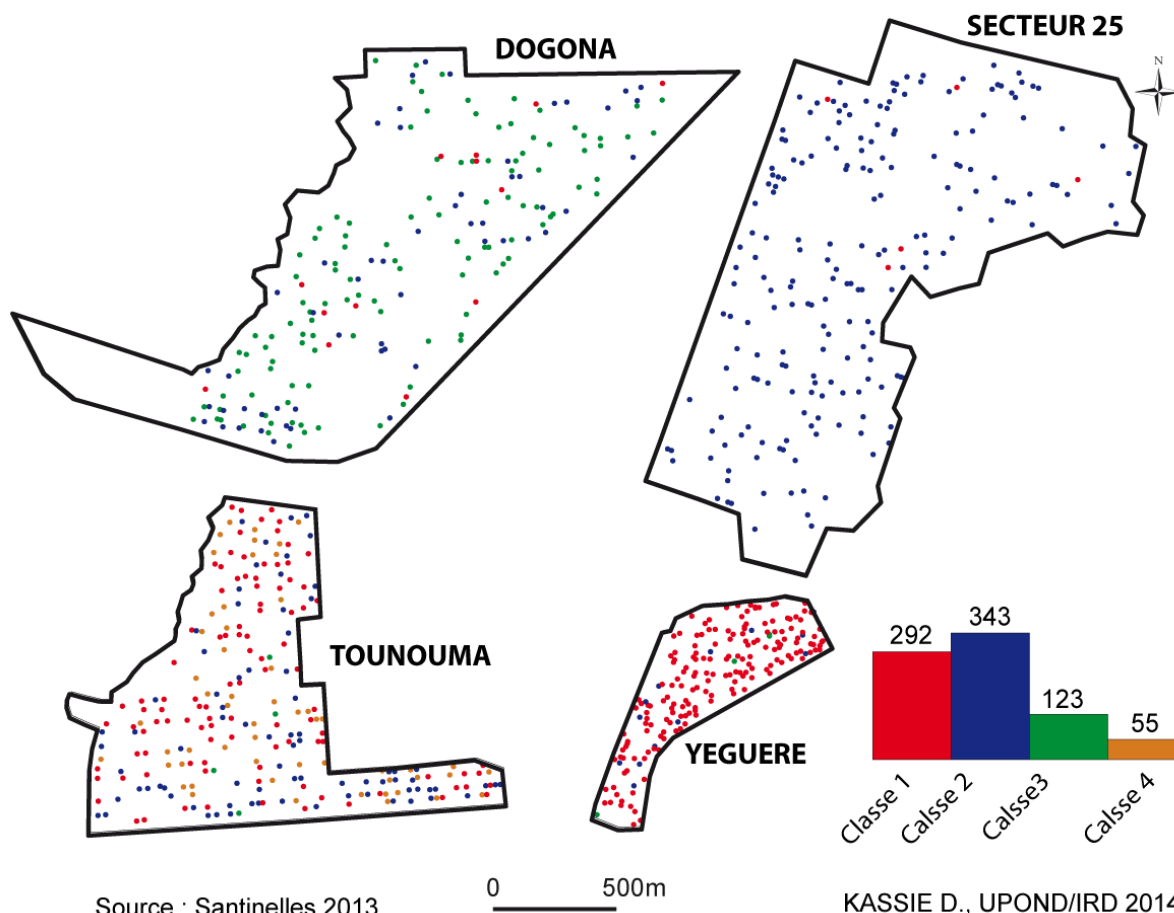 DOGONA
SECTEUR 25
N
TOUNOUMA
YEGUERE
292
343
123
55
Classe 1
Calsse 2
Calsse3
Calsse 4
0
500m
Source : Santinelles 2013
KASSIE D., UPOND/IRD 2014